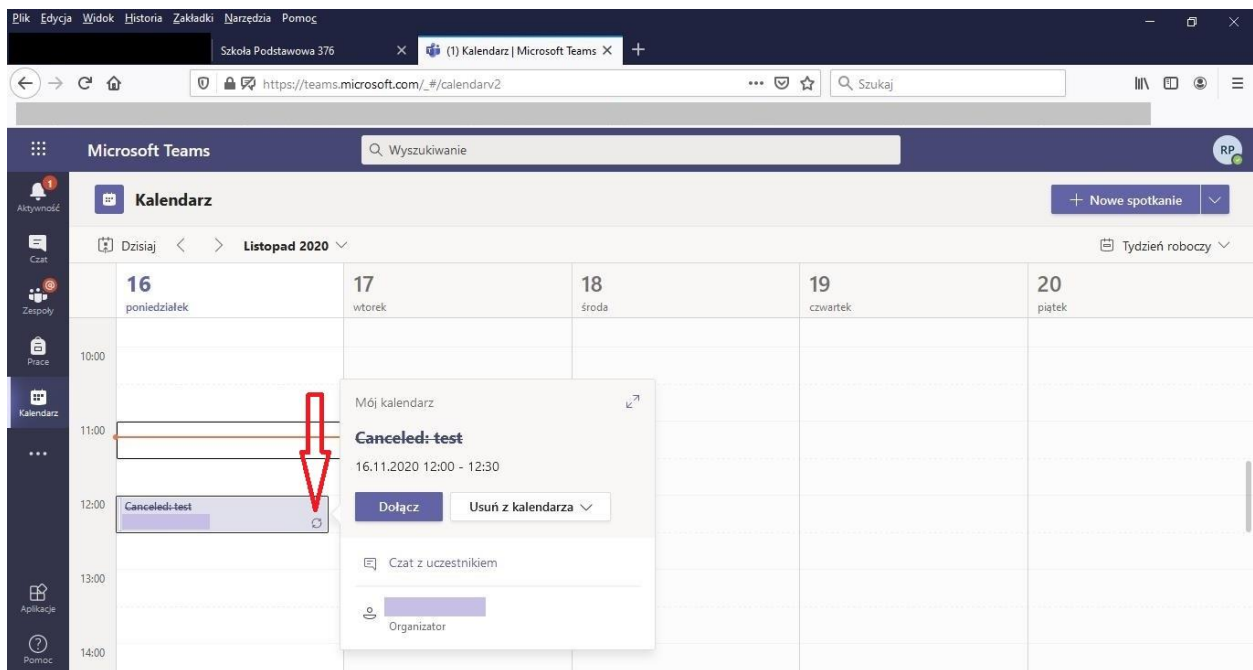 Plik Edycja Widok Historia Zakładki Narzędzia Pomoc
Szkoła Podstawowa 376
(1) Kalendarz | Microsoft Teams
https://teams.microsoft.com/_#/calendarv2
Szukaj
Microsoft Teams
Wyszukiwanie
RP
Aktywność
1
Kalendarz
+ Nowe spotkanie
Czat
Dzisiaj
Listopad 2020
Tydzień roboczy
Zespoły
16
poniedziałek
17
wtorek
18
środa
19
czwartek
20
piątek
Prace
Kalendarz
10:00
11:00
12:00
Canceled: test
13:00
14:00
Mój kalendarz
Canceled: test
16.11.2020 12:00 - 12:30
Dołącz
Usuń z kalendarza
Czat z uczestnikiem
Organizator
Aplikacje
Pomoc